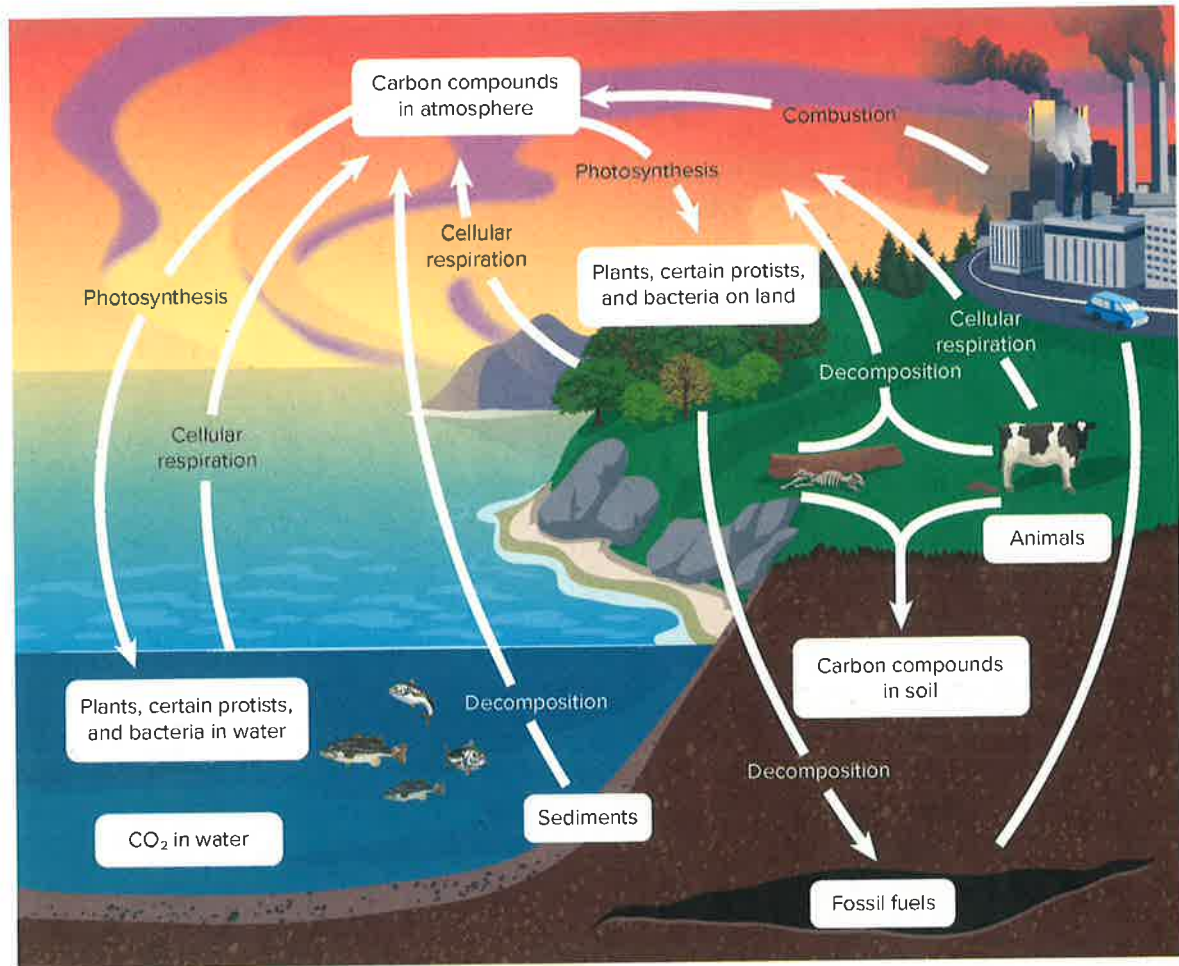 Carbon compounds
in atmosphere
Combustion
Photosynthesis
Cellular
respiration
Plants, certain protists,
and bacteria on land
Photosynthesis
Cellular
respiration
Decomposition
Cellular
respiration
Animals
Carbon compounds
in soil
Plants, certain protists,
and bacteria in water
Decomposition
Decomposition
Sediments
CO₂ in water
Fossil fuels